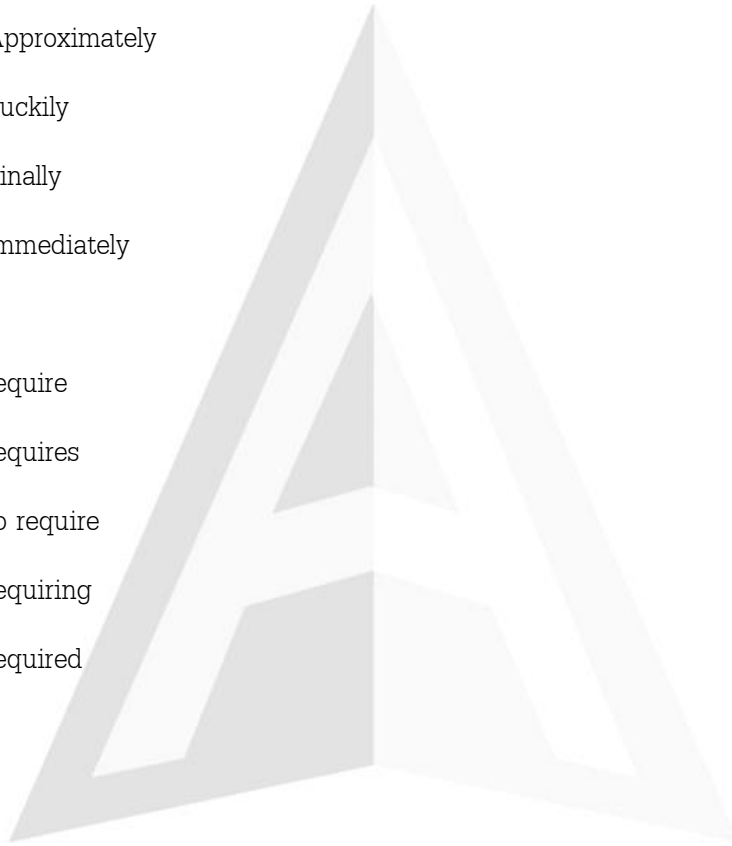 Approximately
uckily
inally
mmediately
equire
equires
o require
equiring
equired